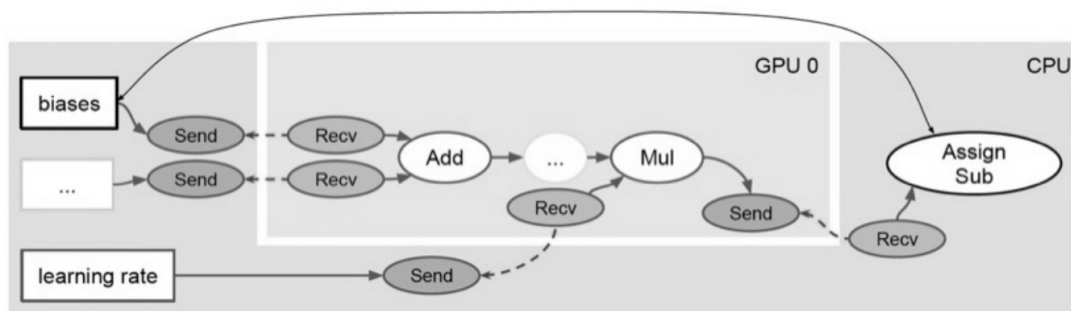 GPU 0
CPU
biases
Send
Recv
Add
...
Mul
Assign
Sub
...
Send
Recv
Recv
Send
Recv
learning rate
Send